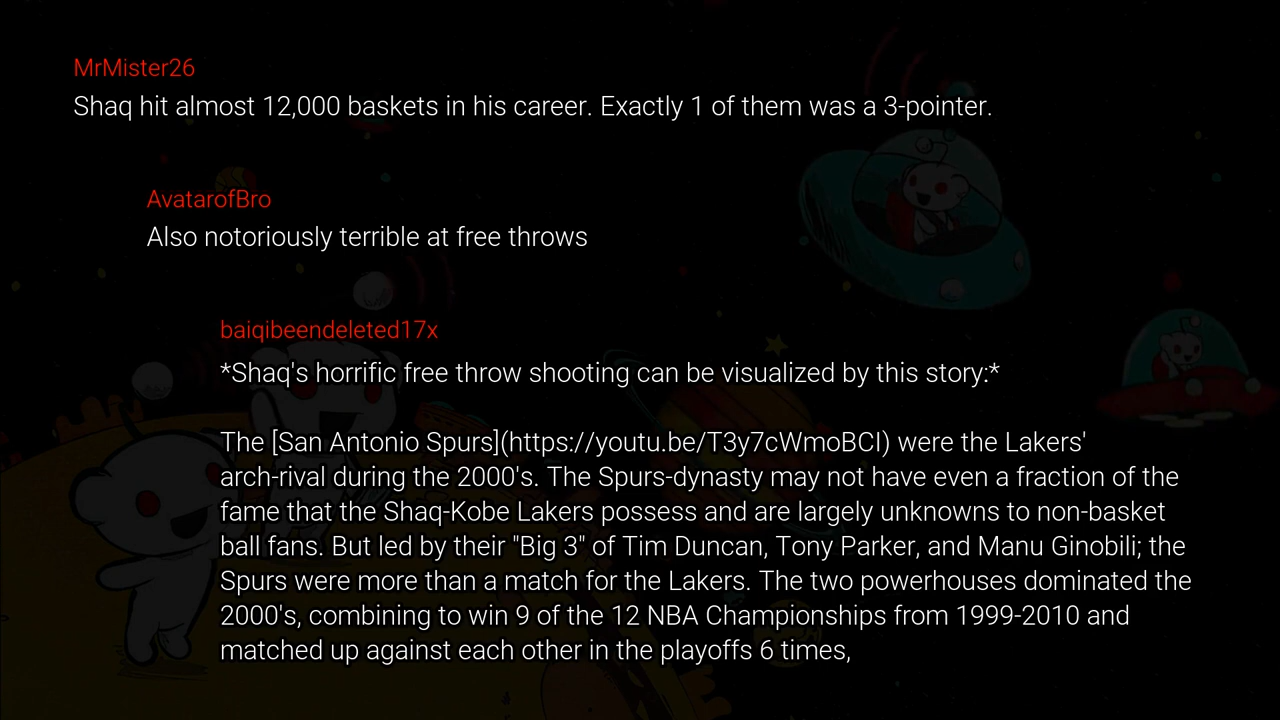 MrMister26
Shaq hit almost 12,000 baskets in his career. Exactly 1 of them was a 3-pointer.
AvatarofBro
Also notoriously terrible at free throws
baiqibeendeleted17x
*Shaq's horrific free throw shooting can be visualized by this story:*
The [San Antonio Spurs](https://youtu.be/T3y7cWmoBCI) were the Lakers'
arch-rival during the 2000's. The Spurs-dynasty may not have even a fraction of the
fame that the Shaq-Kobe Lakers possess and are largely unknowns to non-basket
ball fans. But led by their "Big 3" of Tim Duncan, Tony Parker, and Manu Ginobili; the
Spurs were more than a match for the Lakers. The two powerhouses dominated the
2000's, combining to win 9 of the 12 NBA Championships from 1999-2010 and
matched up against each other in the playoffs 6 times,